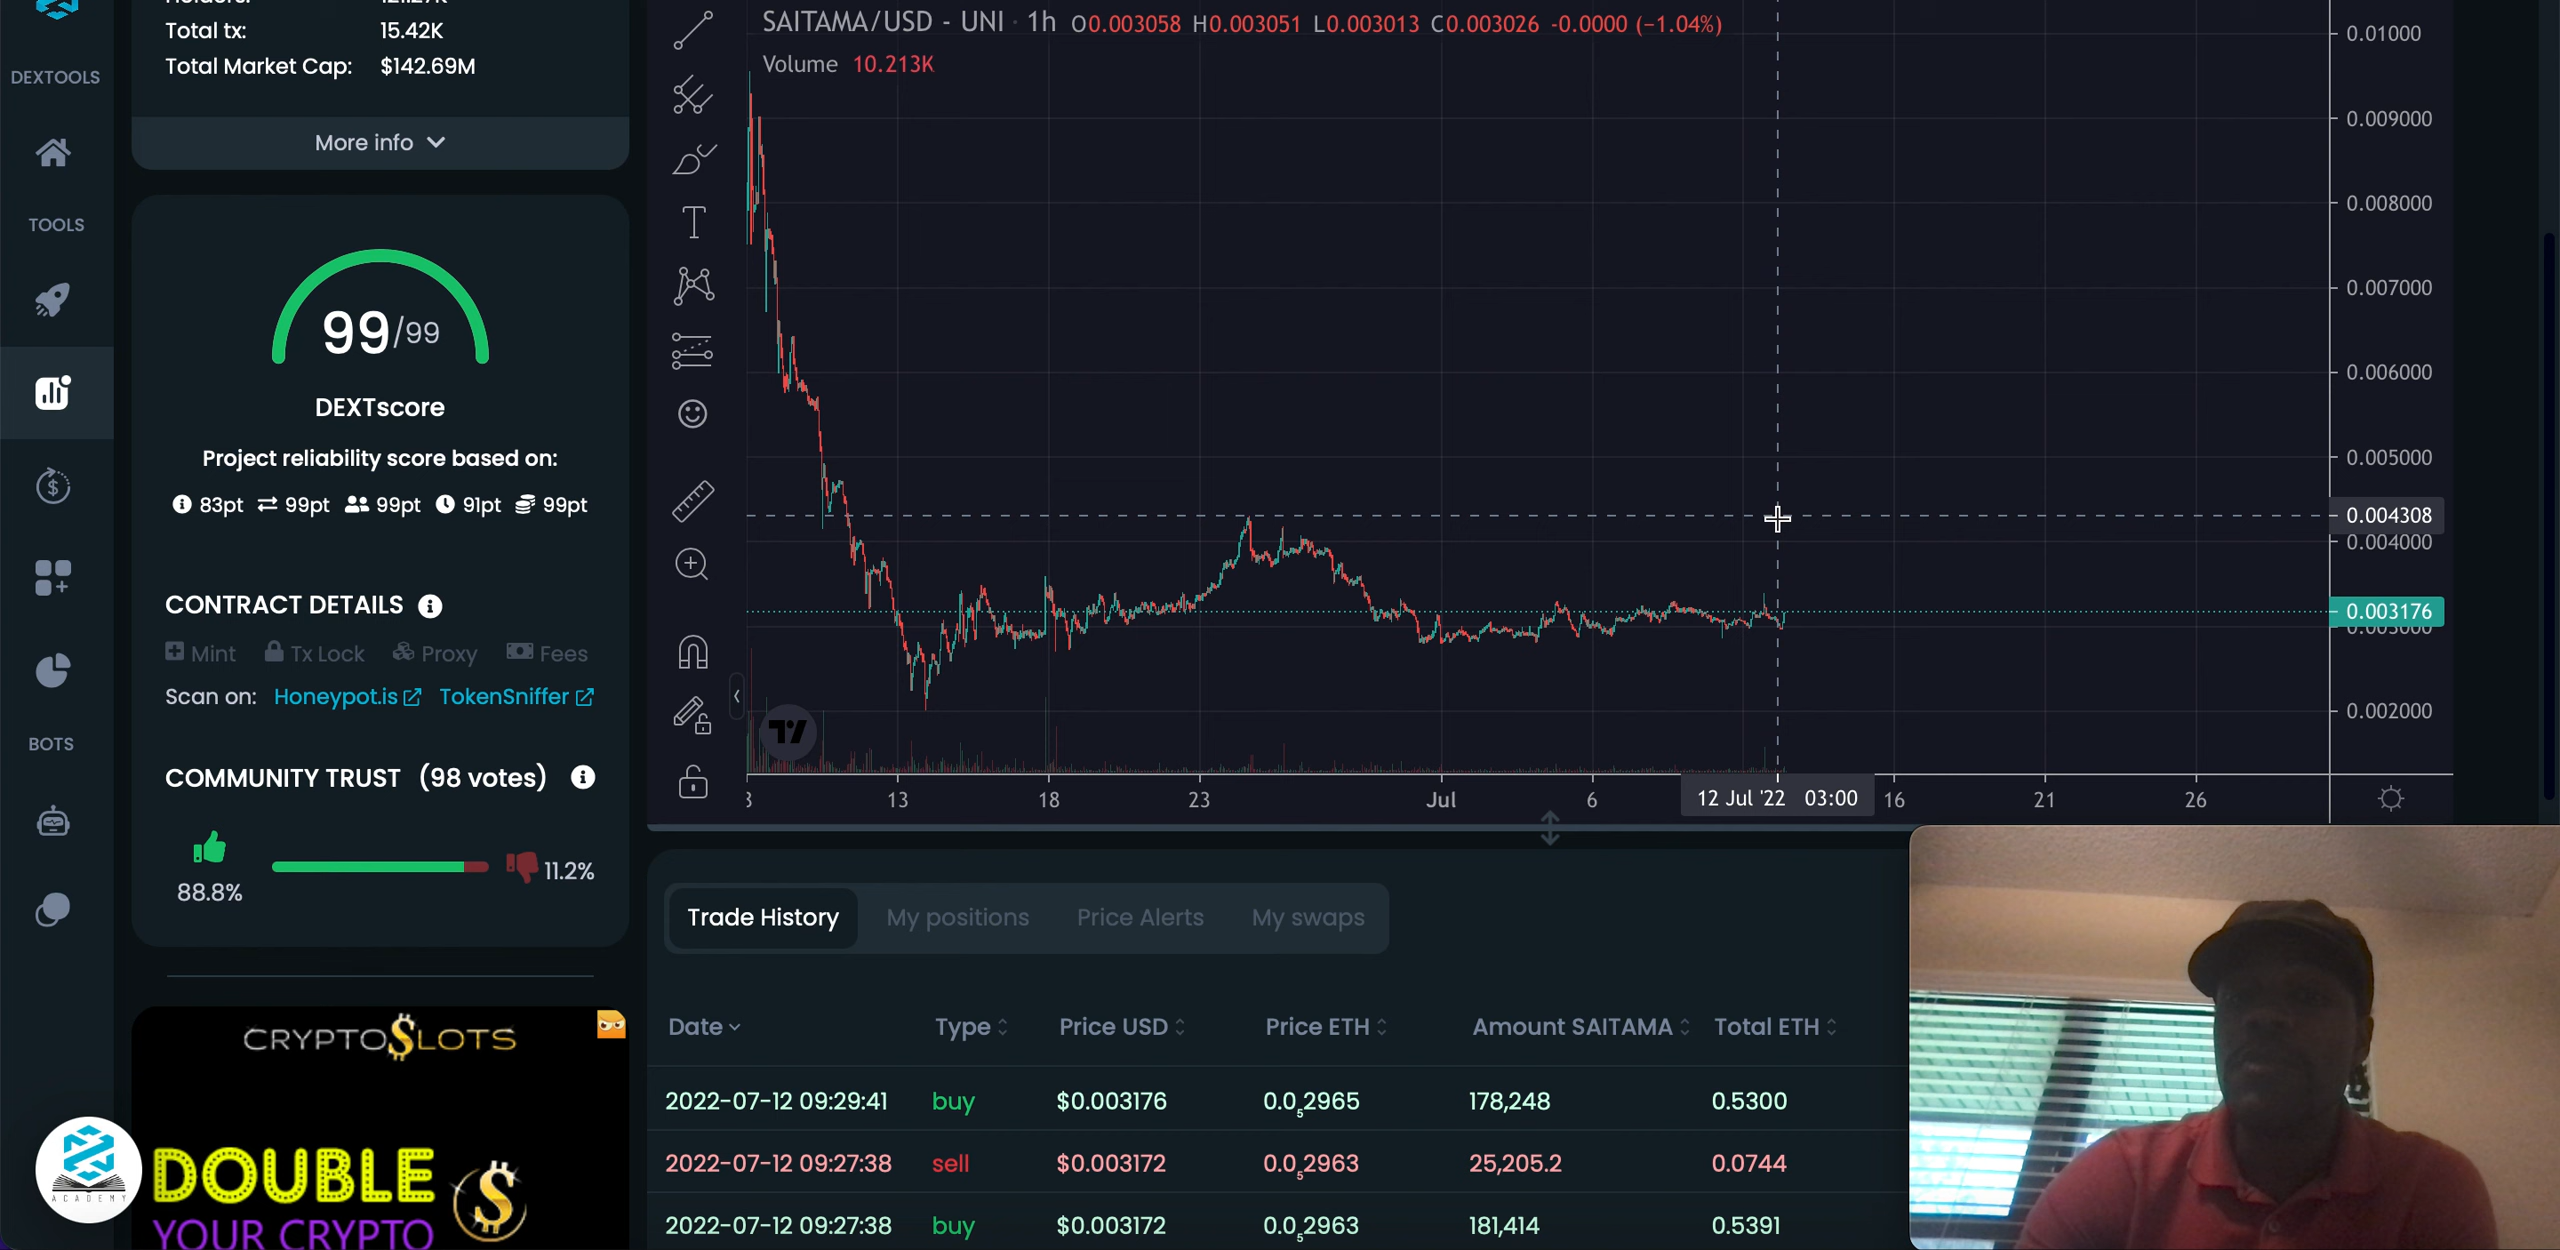 Total tx: 15.42K
Total Market Cap: $142.69M
More info
DEXTOOLS
TOOLS
BOTS
99/99
DEXTscore
Project reliability score based on:
83pt 99pt 99pt 91pt 99pt
CONTRACT DETAILS
Mint Tx Lock Proxy Fees
Scan on: Honeypot.is TokenSniffer
COMMUNITY TRUST (98 votes)
88.8% 11.2%
CRYPTO$LOTS
DOUBLE
YOUR CRYPTO
ACADEMY
SAITAMA/USD - UNI · 1h O0.003058 H0.003051 L0.003013 C0.003026 -0.0000 (−1.04%)
Volume 10.213K
0.01000
0.009000
0.008000
0.007000
0.006000
0.005000
0.004308
0.004000
0.003176
0.003000
0.002000
13 18 23 Jul 6 12 Jul '22 03:00 16 21 26
Trade History My positions Price Alerts My swaps
Date Type Price USD Price ETH Amount SAITAMA Total ETH
2022-07-12 09:29:41 buy $0.003176 0.0₅2965 178,248 0.5300
2022-07-12 09:27:38 sell $0.003172 0.0₅2963 25,205.2 0.0744
2022-07-12 09:27:38 buy $0.003172 0.0₅2963 181,414 0.5391